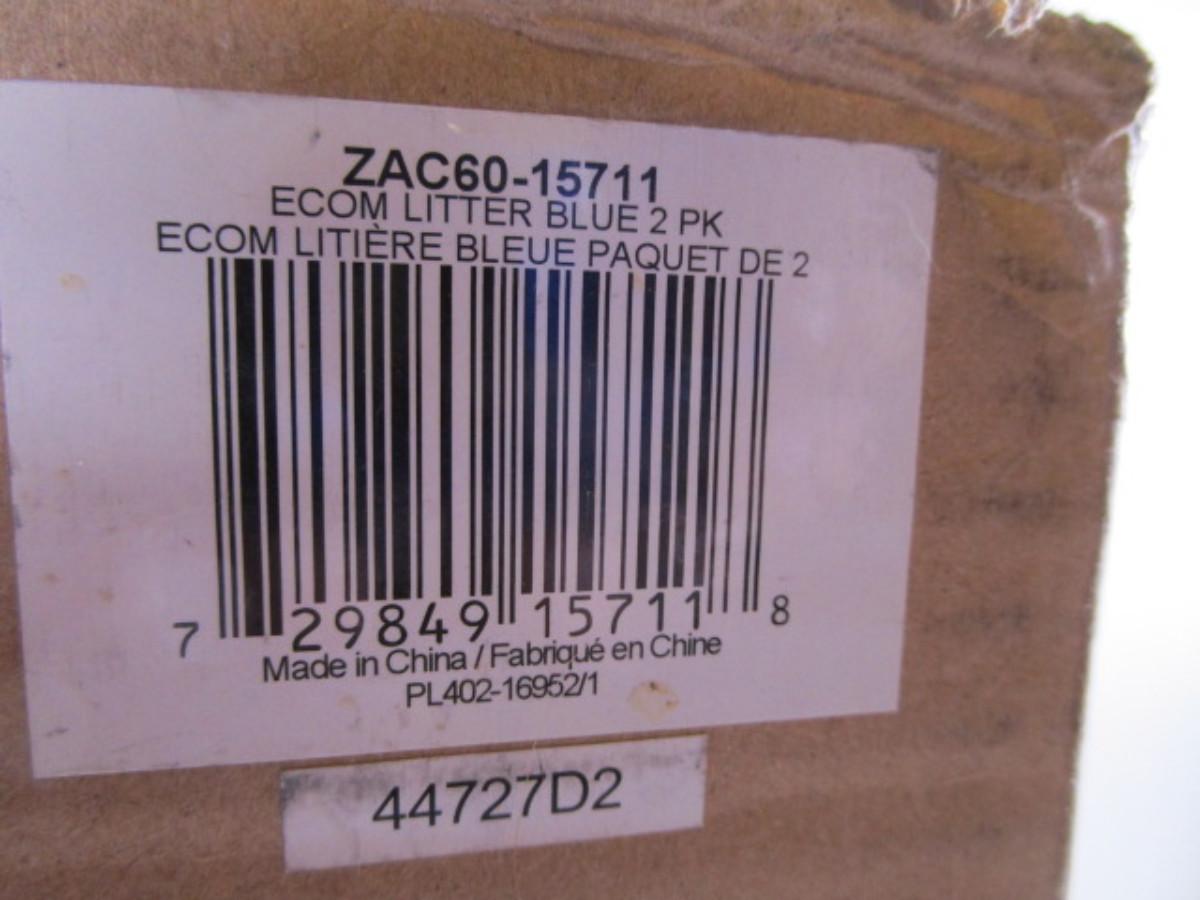 ZAC60-15711
ECOM LITTER BLUE 2 PK
ECOM LITIÈRE BLEUE PAQUET DE 2
7 29849 15711 8
Made in China / Fabriqué en Chine
PL402-16952/1
44727D2